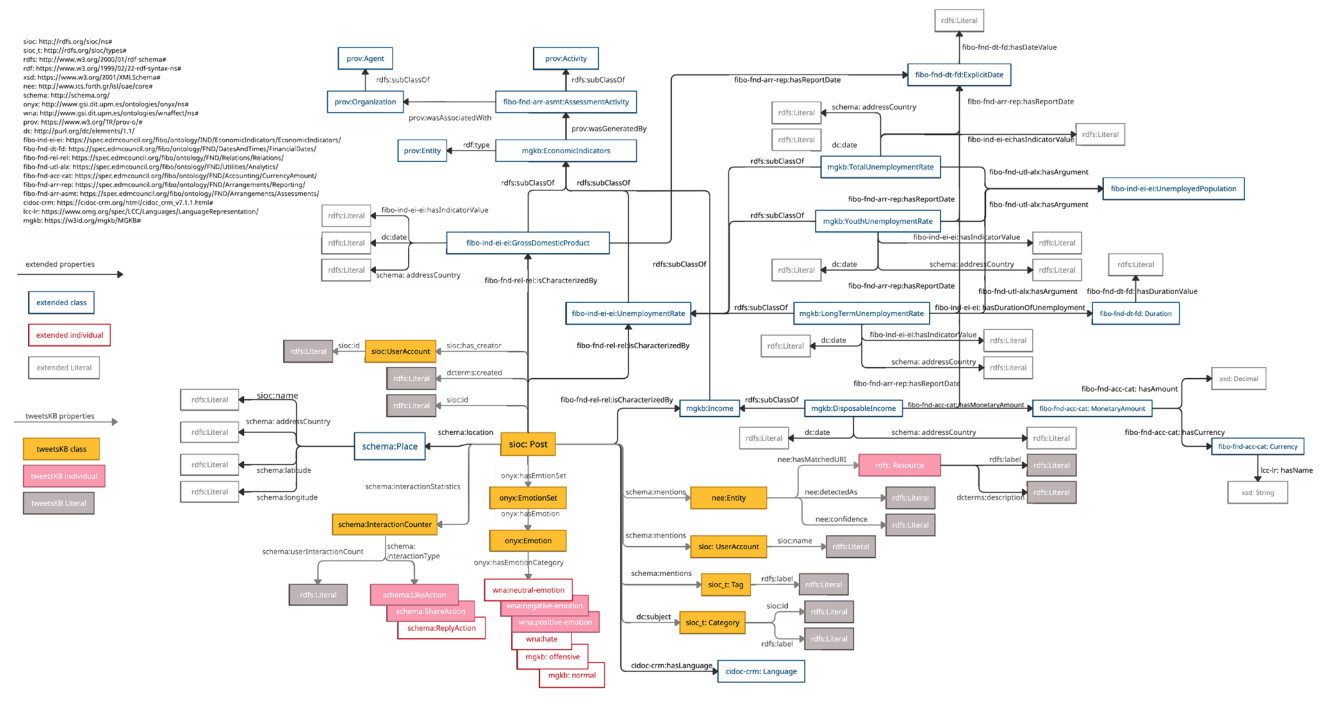 sioc: http://rdfs.org/sioc/ns#
sioc_t: http://rdfs.org/sioc/types#
rdfs: http://www.w3.org/2000/01/rdf-schema#
rdf: https://www.w3.org/1999/02/22-rdf-syntax-ns#
xsd: https://www.w3.org/2001/XMLSchema#
nee: http://www.ics.forth.gr/isl/oae/core#
schema: http://schema.org/
onyx: http://www.gsi.dit.upm.es/ontologies/onyx/ns#
wna: http://www.gsi.dit.upm.es/ontologies/wnaffect/ns#
prov: https://www.w3.org/TR/prov-o/#
dc: http://purl.org/dc/elements/1.1/
fibo-ind-ei-ei: https://spec.edmcouncil.org/fibo/ontology/IND/EconomicIndicators/EconomicIndicators/
fibo-fnd-dt-fd: https://spec.edmcouncil.org/fibo/ontology/FND/DatesAndTimes/FinancialDates/
fibo-fnd-rel-rel: https://spec.edmcouncil.org/fibo/ontology/FND/Relations/Relations/
fibo-fnd-utl-alx: https://spec.edmcouncil.org/fibo/ontology/FND/Utilities/Analytics/
fibo-fnd-acc-cat: https://spec.edmcouncil.org/fibo/ontology/FND/Accounting/CurrencyAmount/
fibo-fnd-arr-rep: https://spec.edmcouncil.org/fibo/ontology/FND/Arrangements/Reporting/
fibo-fnd-arr-asmt: https://spec.edmcouncil.org/fibo/ontology/FND/Arrangements/Assessments/
cidoc-crm: https://cidoc-crm.org/html/cidoc_crm_v7.1.1.html#
lcc-lr: https://www.omg.org/spec/LCC/Languages/LanguageRepresentation/
mgkb: https://w3id.org/mgkb/MGKB#
extended properties
extended class
extended individual
extended Literal
tweetsKB properties
tweetsKB class
tweetsKB individual
tweetsKB Literal
prov:Agent
prov:Activity
rdfs:subClassOf
rdfs:subClassOf
prov:Organization
fibo-fnd-arr-asmt:AssessmentActivity
prov:wasAssociatedWith
prov:wasGeneratedBy
prov:Entity
rdf:type
mgkb:EconomicIndicators
rdfs:subClassOf
rdfs:subClassOf
rdfs:Literal
fibo-ind-ei-ei:hasIndicatorValue
rdfs:Literal
dc:date
fibo-ind-ei-ei:GrossDomesticProduct
rdfs:Literal
schema: addressCountry
fibo-fnd-rel-rel:isCharacterizedBy
rdfs:subClassOf
fibo-ind-ei-ei:UnemploymentRate
fibo-fnd-rel-rel:isCharacterizedBy
rdfs:Literal
fibo-fnd-dt-fd:hasDateValue
fibo-fnd-arr-rep:hasReportDate
fibo-fnd-dt-fd:ExplicitDate
fibo-fnd-arr-rep:hasReportDate
schema: addressCountry
rdfs:Literal
rdfs:Literal
dc:date
fibo-ind-ei-ei:hasIndicatorValue
rdfs:Literal
rdfs:subClassOf
mgkb:TotalUnemploymentRate
fibo-fnd-utl-alx:hasArgument
fibo-ind-ei-ei:UnemployedPopulation
fibo-fnd-arr-rep:hasReportDate
fibo-fnd-utl-alx:hasArgument
rdfs:subClassOf
mgkb:YouthUnemploymentRate
fibo-ind-ei-ei:hasIndicatorValue
rdfs:Literal
rdfs:Literal
dc:date
schema: addressCountry
rdfs:Literal
rdfs:Literal
fibo-fnd-arr-rep:hasReportDate
fibo-fnd-utl-alx:hasArgument
fibo-fnd-dt-fd: hasDurationValue
rdfs:subClassOf
mgkb:LongTermUnemploymentRate
fibo-ind-ei-ei: hasDurationOfUnemployment
fibo-fnd-dt-fd: Duration
fibo-ind-ei-ei:hasIndicatorValue
rdfs:Literal
rdfs:Literal
dc:date
schema: addressCountry
rdfs:Literal
fibo-fnd-arr-rep:hasReportDate
rdfs:Literal
sioc:id
sioc:UserAccount
sioc:has_creator
rdfs:Literal
dcterms:created
rdfs:Literal
sioc:id
fibo-fnd-rel-rel:isCharacterizedBy
mgkb:Income
rdfs:subClassOf
mgkb:DisposableIncome
fibo-fnd-acc-cat:hasMonetaryAmount
fibo-fnd-acc-cat: MonetaryAmount
fibo-fnd-acc-cat: hasAmount
xsd: Decimal
fibo-fnd-acc-cat: hasCurrency
fibo-fnd-acc-cat: Currency
lcc-lr: hasName
xsd: String
rdfs:Literal
dc:date
schema: addressCountry
rdfs:Literal
rdfs:Literal
sioc:name
rdfs:Literal
schema: addressCountry
schema:Place
schema:location
sioc: Post
rdfs:Literal
schema:latitude
rdfs:Literal
schema:longitude
schema:interactionStatistics
onyx:hasEmtionSet
onyx:EmotionSet
onyx:hasEmotion
schema:InteractionCounter
onyx:Emotion
schema:userInteractionCount
schema:
interactionType
onyx:hasEmotionCategory
rdfs:Literal
schema:LikeAction
schema:ShareAction
schema:ReplyAction
wna:neutral-emotion
wna:negative-emotion
wna:positive-emotion
wna:hate
mgkb: offensive
mgkb: normal
schema:mentions
nee:Entity
nee:hasMatchedURI
rdfs: Resource
rdfs:label
rdfs:Literal
dcterms:description
rdfs:Literal
nee:detectedAs
rdfs:Literal
nee:confidence
rdfs:Literal
schema:mentions
sioc: UserAccount
sioc:name
rdfs:Literal
schema:mentions
sioc_t: Tag
rdfs:label
rdfs:Literal
dc:subject
sioc_t: Category
sioc:id
rdfs:Literal
rdfs:label
rdfs:Literal
cidoc-crm:hasLanguage
cidoc-crm: Language